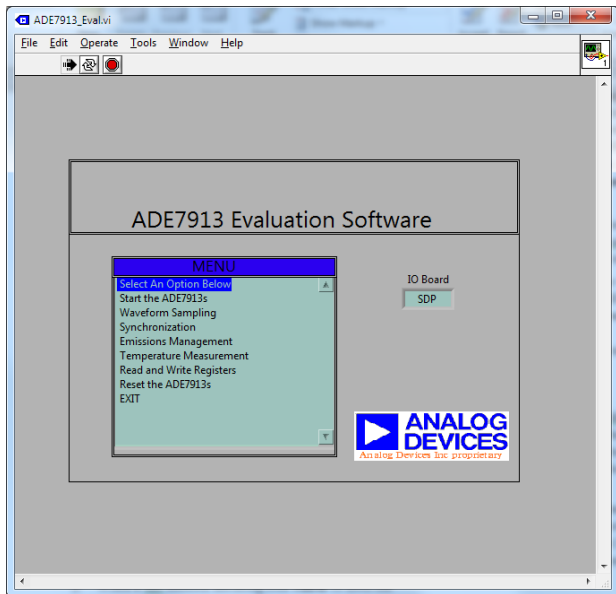 ADE7913_Eval.vi
File Edit Operate Tools Window Help
1
ADE7913 Evaluation Software
MENU
Select An Option Below
Start the ADE7913s
Waveform Sampling
Synchronization
Emissions Management
Temperature Measurement
Read and Write Registers
Reset the ADE7913s
EXIT
IO Board
SDP
ANALOG
DEVICES
Analog Devices Inc proprietary